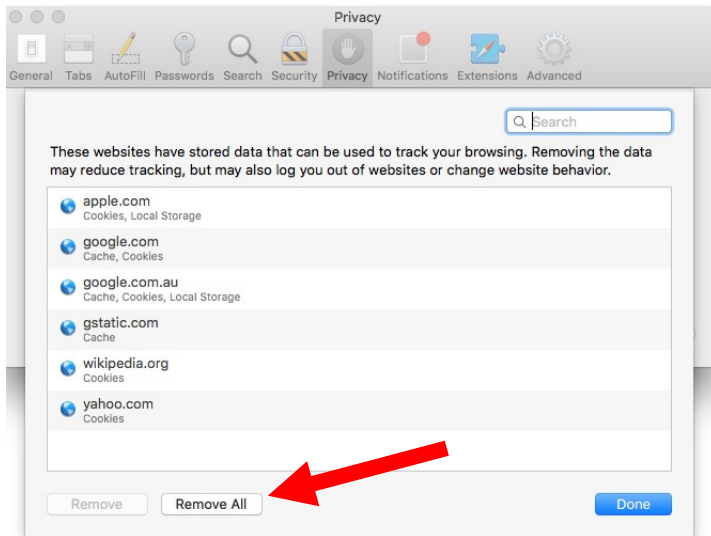 Privacy
General Tabs AutoFill Passwords Search Security Privacy Notifications Extensions Advanced
Search
These websites have stored data that can be used to track your browsing. Removing the data
may reduce tracking, but may also log you out of websites or change website behavior.
apple.com
Cookies, Local Storage
google.com
Cache, Cookies
google.com.au
Cache, Cookies, Local Storage
gstatic.com
Cache
wikipedia.org
Cookies
yahoo.com
Cookies
Remove Remove All Done